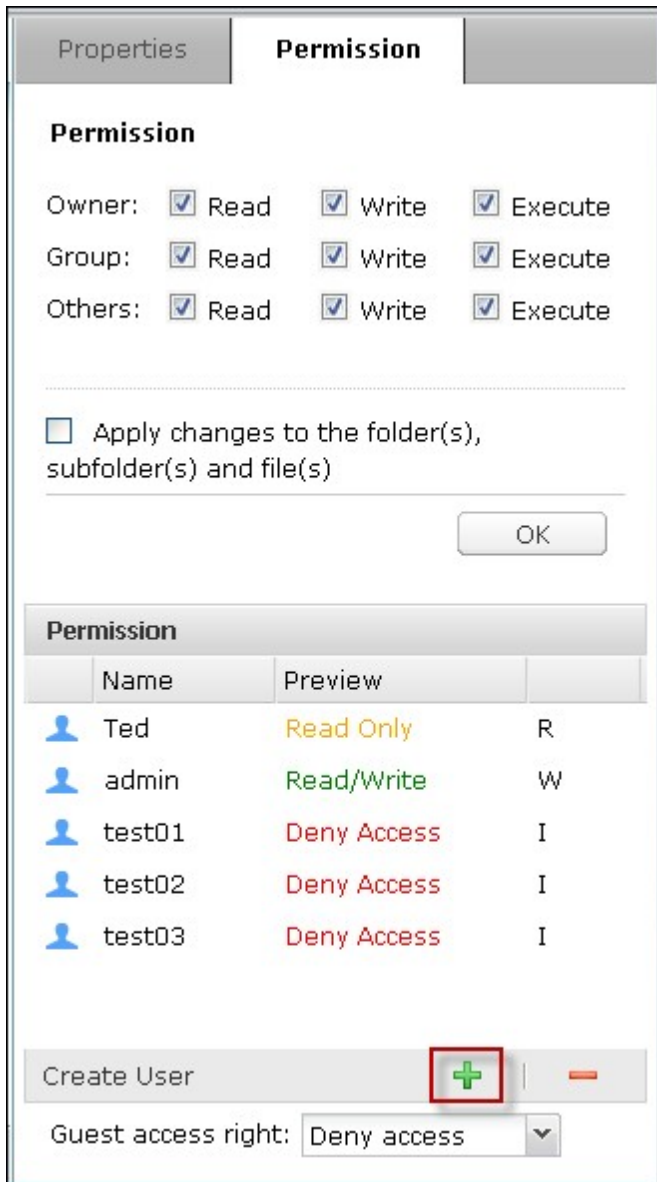 Properties Permission
Permission
Owner: Read Write Execute
Group: Read Write Execute
Others: Read Write Execute
Apply changes to the folder(s),
subfolder(s) and file(s)
OK
Permission
Name Preview
Ted Read Only R
admin Read/Write W
test01 Deny Access I
test02 Deny Access I
test03 Deny Access I
Create User
Guest access right: Deny access